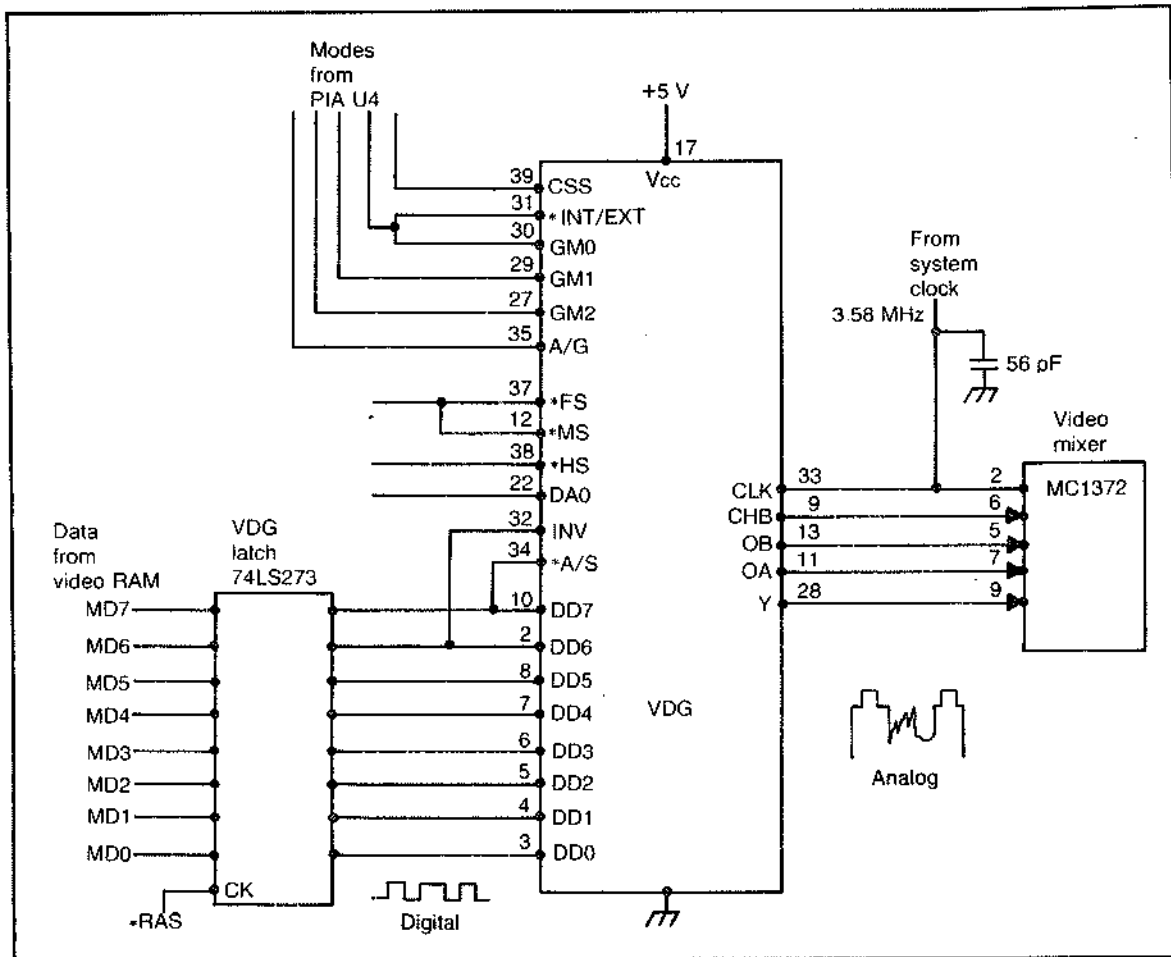 Modes
from
PIA U4
+5 V
17
Vcc
39
CSS
31
*INT/EXT
30
GM0
29
GM1
27
GM2
35
A/G
37
*FS
12
*MS
38
*HS
22
DA0
32
INV
34
*A/S
10
DD7
2
DD6
8
DD5
7
DD4
6
DD3
5
DD2
4
DD1
3
DD0
VDG
From
system
clock
3.58 MHz
56 pF
Video
mixer
MC1372
CLK
33
2
CHB
9
6
OB
13
5
OA
11
7
Y
28
9
Analog
Data
from
video RAM
VDG
latch
74LS273
MD7
MD6
MD5
MD4
MD3
MD2
MD1
MD0
CK
*RAS
Digital